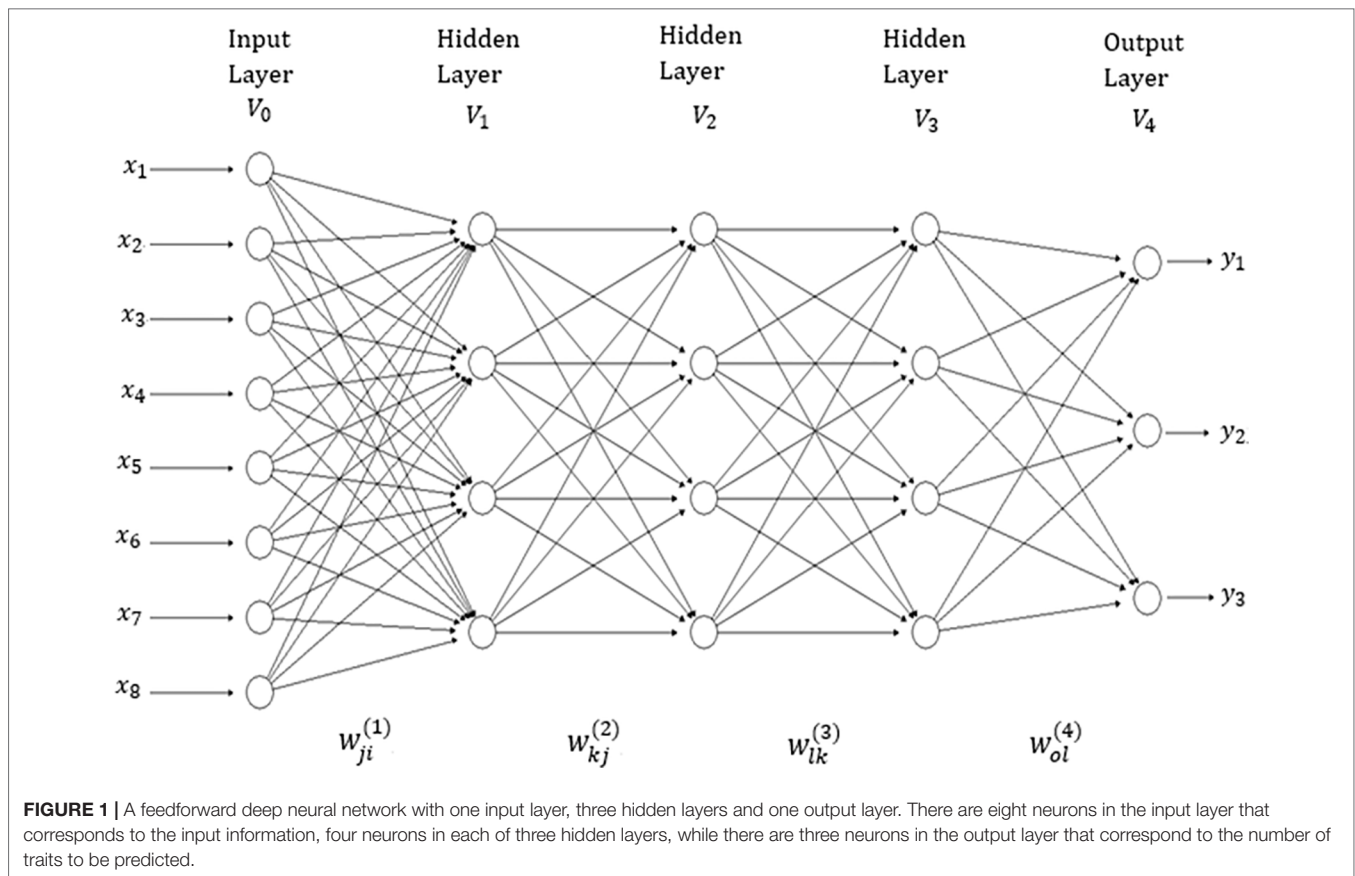 Input Layer V₀
Hidden Layer V₁
Hidden Layer V₂
Hidden Layer V₃
Output Layer V₄
x₁
x₂
x₃
x₄
x₅
x₆
x₇
x₈
y₁
y₂
y₃
w_{ji}^{(1)}
w_{kj}^{(2)}
w_{lk}^{(3)}
w_{ol}^{(4)}
FIGURE 1 | A feedforward deep neural network with one input layer, three hidden layers and one output layer. There are eight neurons in the input layer that
corresponds to the input information, four neurons in each of three hidden layers, while there are three neurons in the output layer that correspond to the number of
traits to be predicted.